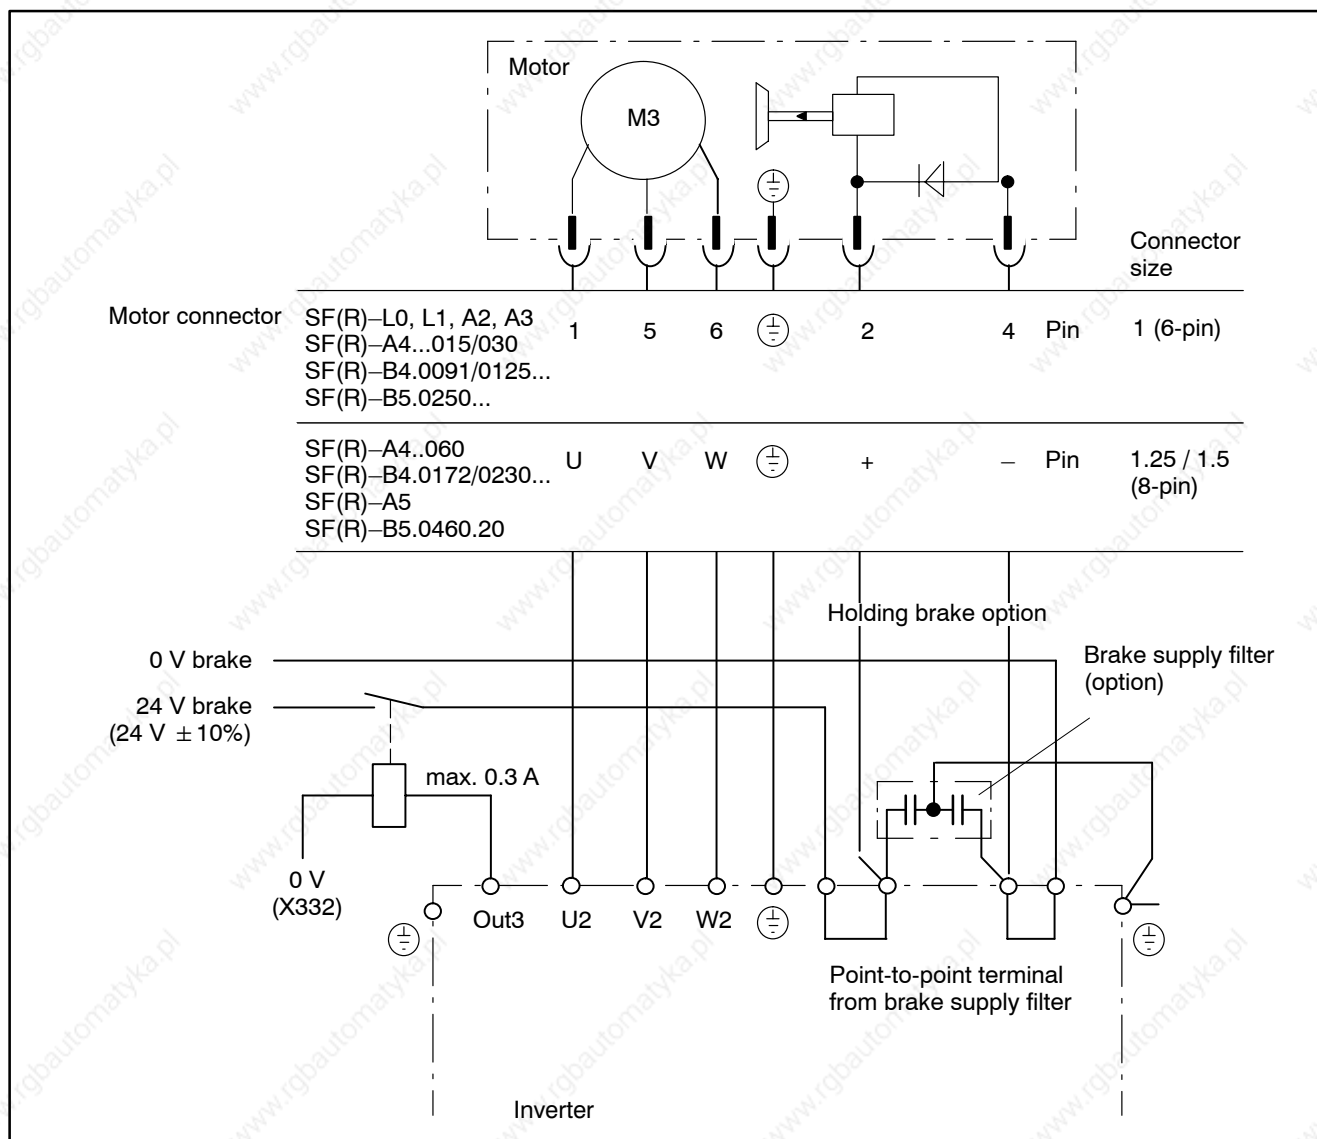 Motor
M3
Connector
size
Motor connector
SF(R)–L0, L1, A2, A3
SF(R)–A4...015/030
SF(R)–B4.0091/0125...
SF(R)–B5.0250...
1 5 6 2 4 Pin 1 (6-pin)
SF(R)–A4..060
SF(R)–B4.0172/0230...
SF(R)–A5
SF(R)–B5.0460.20
U V W + – Pin 1.25 / 1.5
(8-pin)
Holding brake option
0 V brake
Brake supply filter
(option)
24 V brake
(24 V ±10%)
max. 0.3 A
0 V
(X332)
Out3 U2 V2 W2
Point-to-point terminal
from brake supply filter
Inverter
www.rgbautomatyka.pl